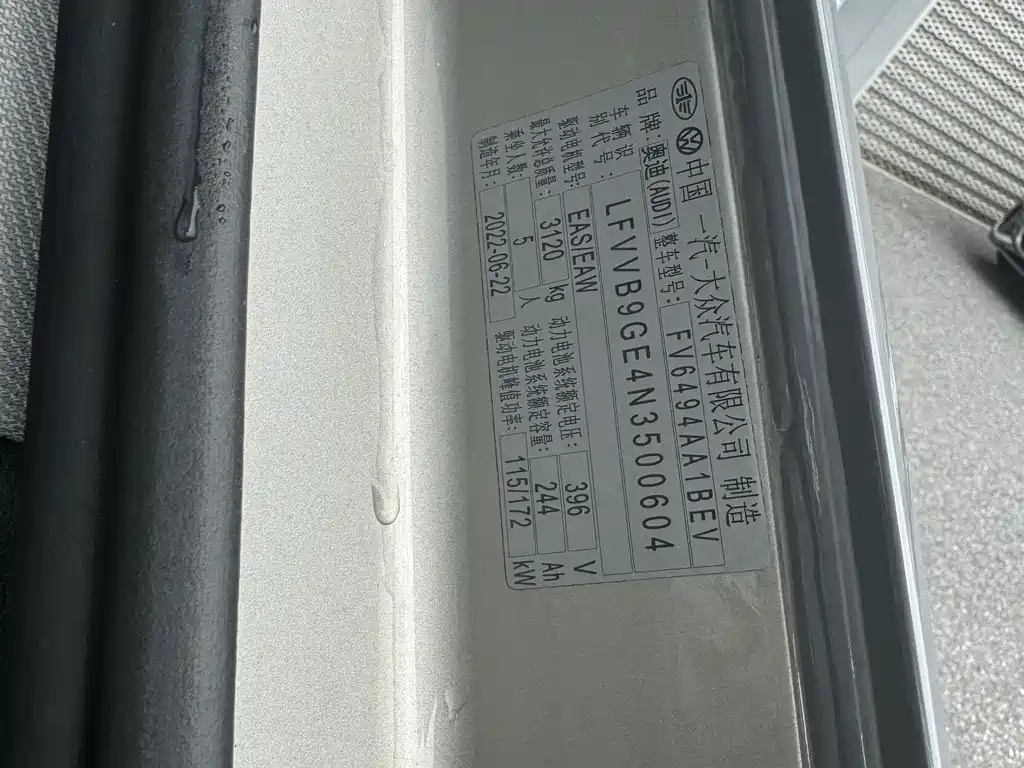 中国 一汽-大众汽车有限公司 制造
品牌:奥迪(AUDI) 整车型号: FV6494AA1BEV
车辆识别代号: LFVVB9GE4N3500604
驱动电机型号: EASEAW 动力电池系统额定电压: 396 V
最大允许总质量: 3120 kg 动力电池系统额定容量: 244 Ah
乘坐人数: 5 人 驱动电机峰值功率: 115/172 kW
制造年月: 2022-06-22